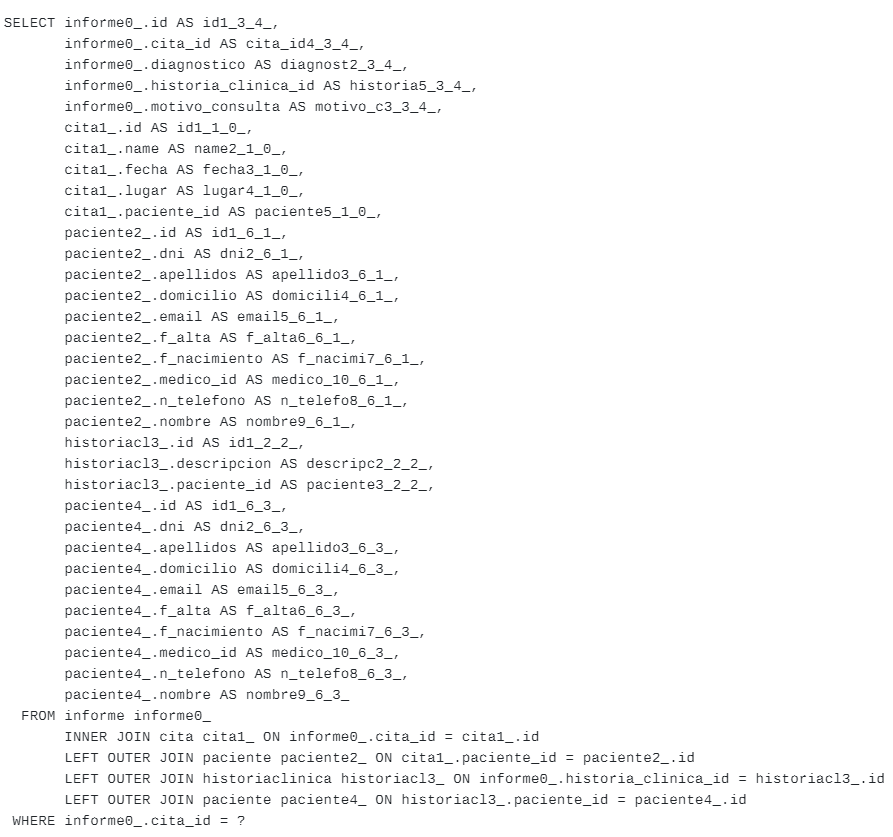 SELECT informe0_.id AS id1_3_4_,
informe0_.cita_id AS cita_id4_3_4_,
informe0_.diagnostico AS diagnost2_3_4_,
informe0_.historia_clinica_id AS historia5_3_4_,
informe0_.motivo_consulta AS motivo_c3_3_4_,
cita1_.id AS id1_1_0_,
cita1_.name AS name2_1_0_,
cita1_.fecha AS fecha3_1_0_,
cita1_.lugar AS lugar4_1_0_,
cita1_.paciente_id AS paciente5_1_0_,
paciente2_.id AS id1_6_1_,
paciente2_.dni AS dni2_6_1_,
paciente2_.apellidos AS apellido3_6_1_,
paciente2_.domicilio AS domicili4_6_1_,
paciente2_.email AS email5_6_1_,
paciente2_.f_alta AS f_alta6_6_1_,
paciente2_.f_nacimiento AS f_nacimi7_6_1_,
paciente2_.medico_id AS medico_10_6_1_,
paciente2_.n_telefono AS n_telefo8_6_1_,
paciente2_.nombre AS nombre9_6_1_,
historiacl3_.id AS id1_2_2_,
historiacl3_.descripcion AS descripc2_2_2_,
historiacl3_.paciente_id AS paciente3_2_2_,
paciente4_.id AS id1_6_3_,
paciente4_.dni AS dni2_6_3_,
paciente4_.apellidos AS apellido3_6_3_,
paciente4_.domicilio AS domicili4_6_3_,
paciente4_.email AS email5_6_3_,
paciente4_.f_alta AS f_alta6_6_3_,
paciente4_.f_nacimiento AS f_nacimi7_6_3_,
paciente4_.medico_id AS medico_10_6_3_,
paciente4_.n_telefono AS n_telefo8_6_3_,
paciente4_.nombre AS nombre9_6_3_
FROM informe informe0_
INNER JOIN cita cita1_ ON informe0_.cita_id = cita1_.id
LEFT OUTER JOIN paciente paciente2_ ON cita1_.paciente_id = paciente2_.id
LEFT OUTER JOIN historiaclinica historiacl3_ ON informe0_.historia_clinica_id = historiacl3_.id
LEFT OUTER JOIN paciente paciente4_ ON historiacl3_.paciente_id = paciente4_.id
WHERE informe0_.cita_id = ?